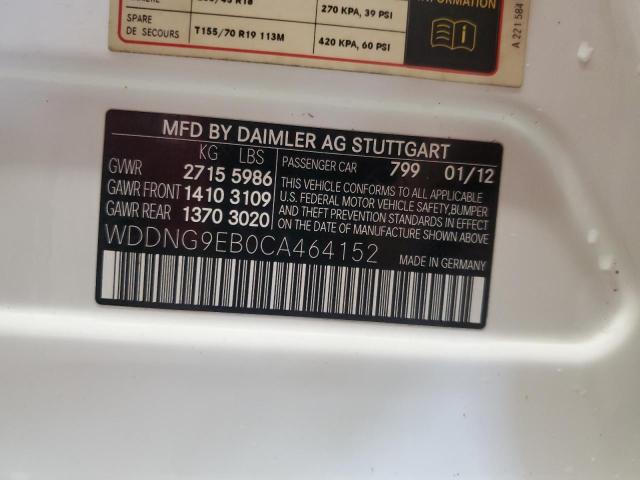 270 KPA, 39 PSI
SPARE
DE SECOURS T155/70 R19 113M 420 KPA, 60 PSI
INFORMATION
A 221 584
MFD BY DAIMLER AG STUTTGART
KG LBS
GVWR 2715 5986
GAWR FRONT 1410 3109
GAWR REAR 1370 3020
PASSENGER CAR 799 01/12
THIS VEHICLE CONFORMS TO ALL APPLICABLE
U.S. FEDERAL MOTOR VEHICLE SAFETY, BUMPER
AND THEFT PREVENTION STANDARDS IN EFFECT
ON THE DATE OF MANUFACTURE SHOWN ABOVE
WDDNG9EB0CA464152
MADE IN GERMANY